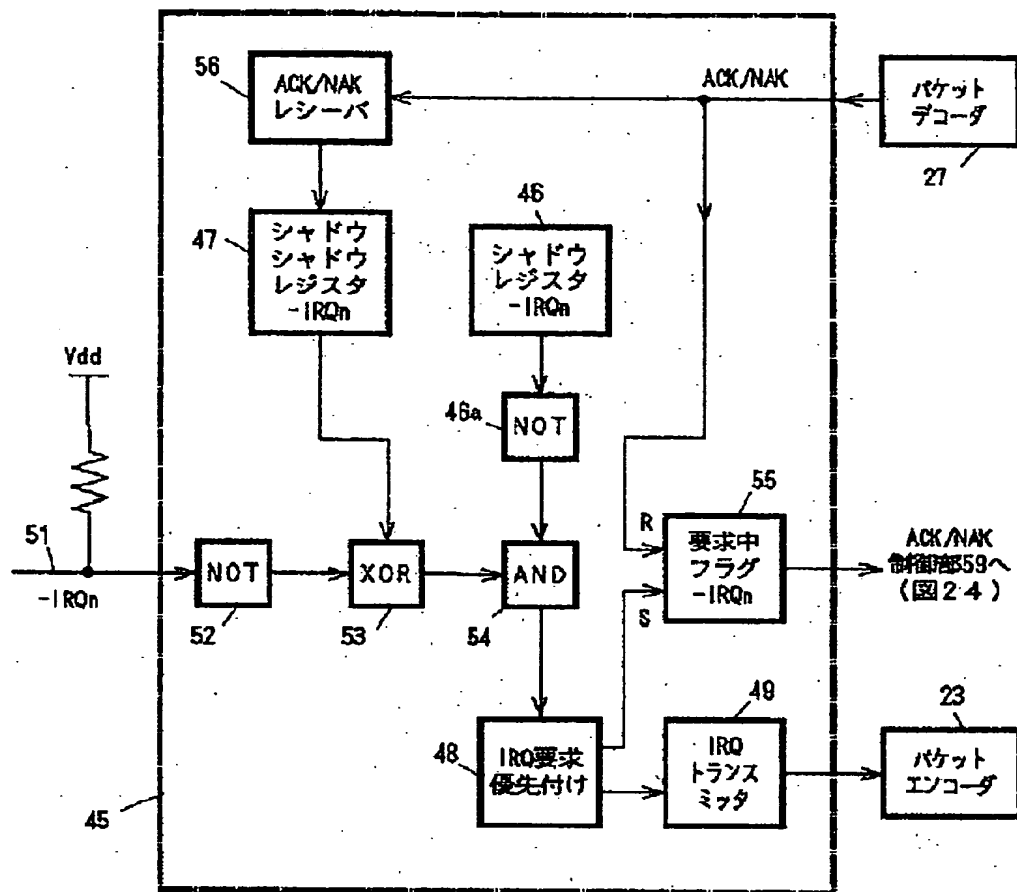 56
ACK/NAK
レシーバ
ACK/NAK
パケット
デコーダ
27
47
シャドウ
シャドウ
レジスタ
-IRQn
46
シャドウ
レジスタ
-IRQn
Vdd
46a
NOT
55
R
要求中
フラグ
-IRQn
S
ACK/NAK
制御部59へ
(図24)
51
-IRQn
NOT
52
XOR
53
AND
54
49
IRQ
トランス
ミッタ
23
パケット
エンコーダ
48
IRQ要求
優先付け
45